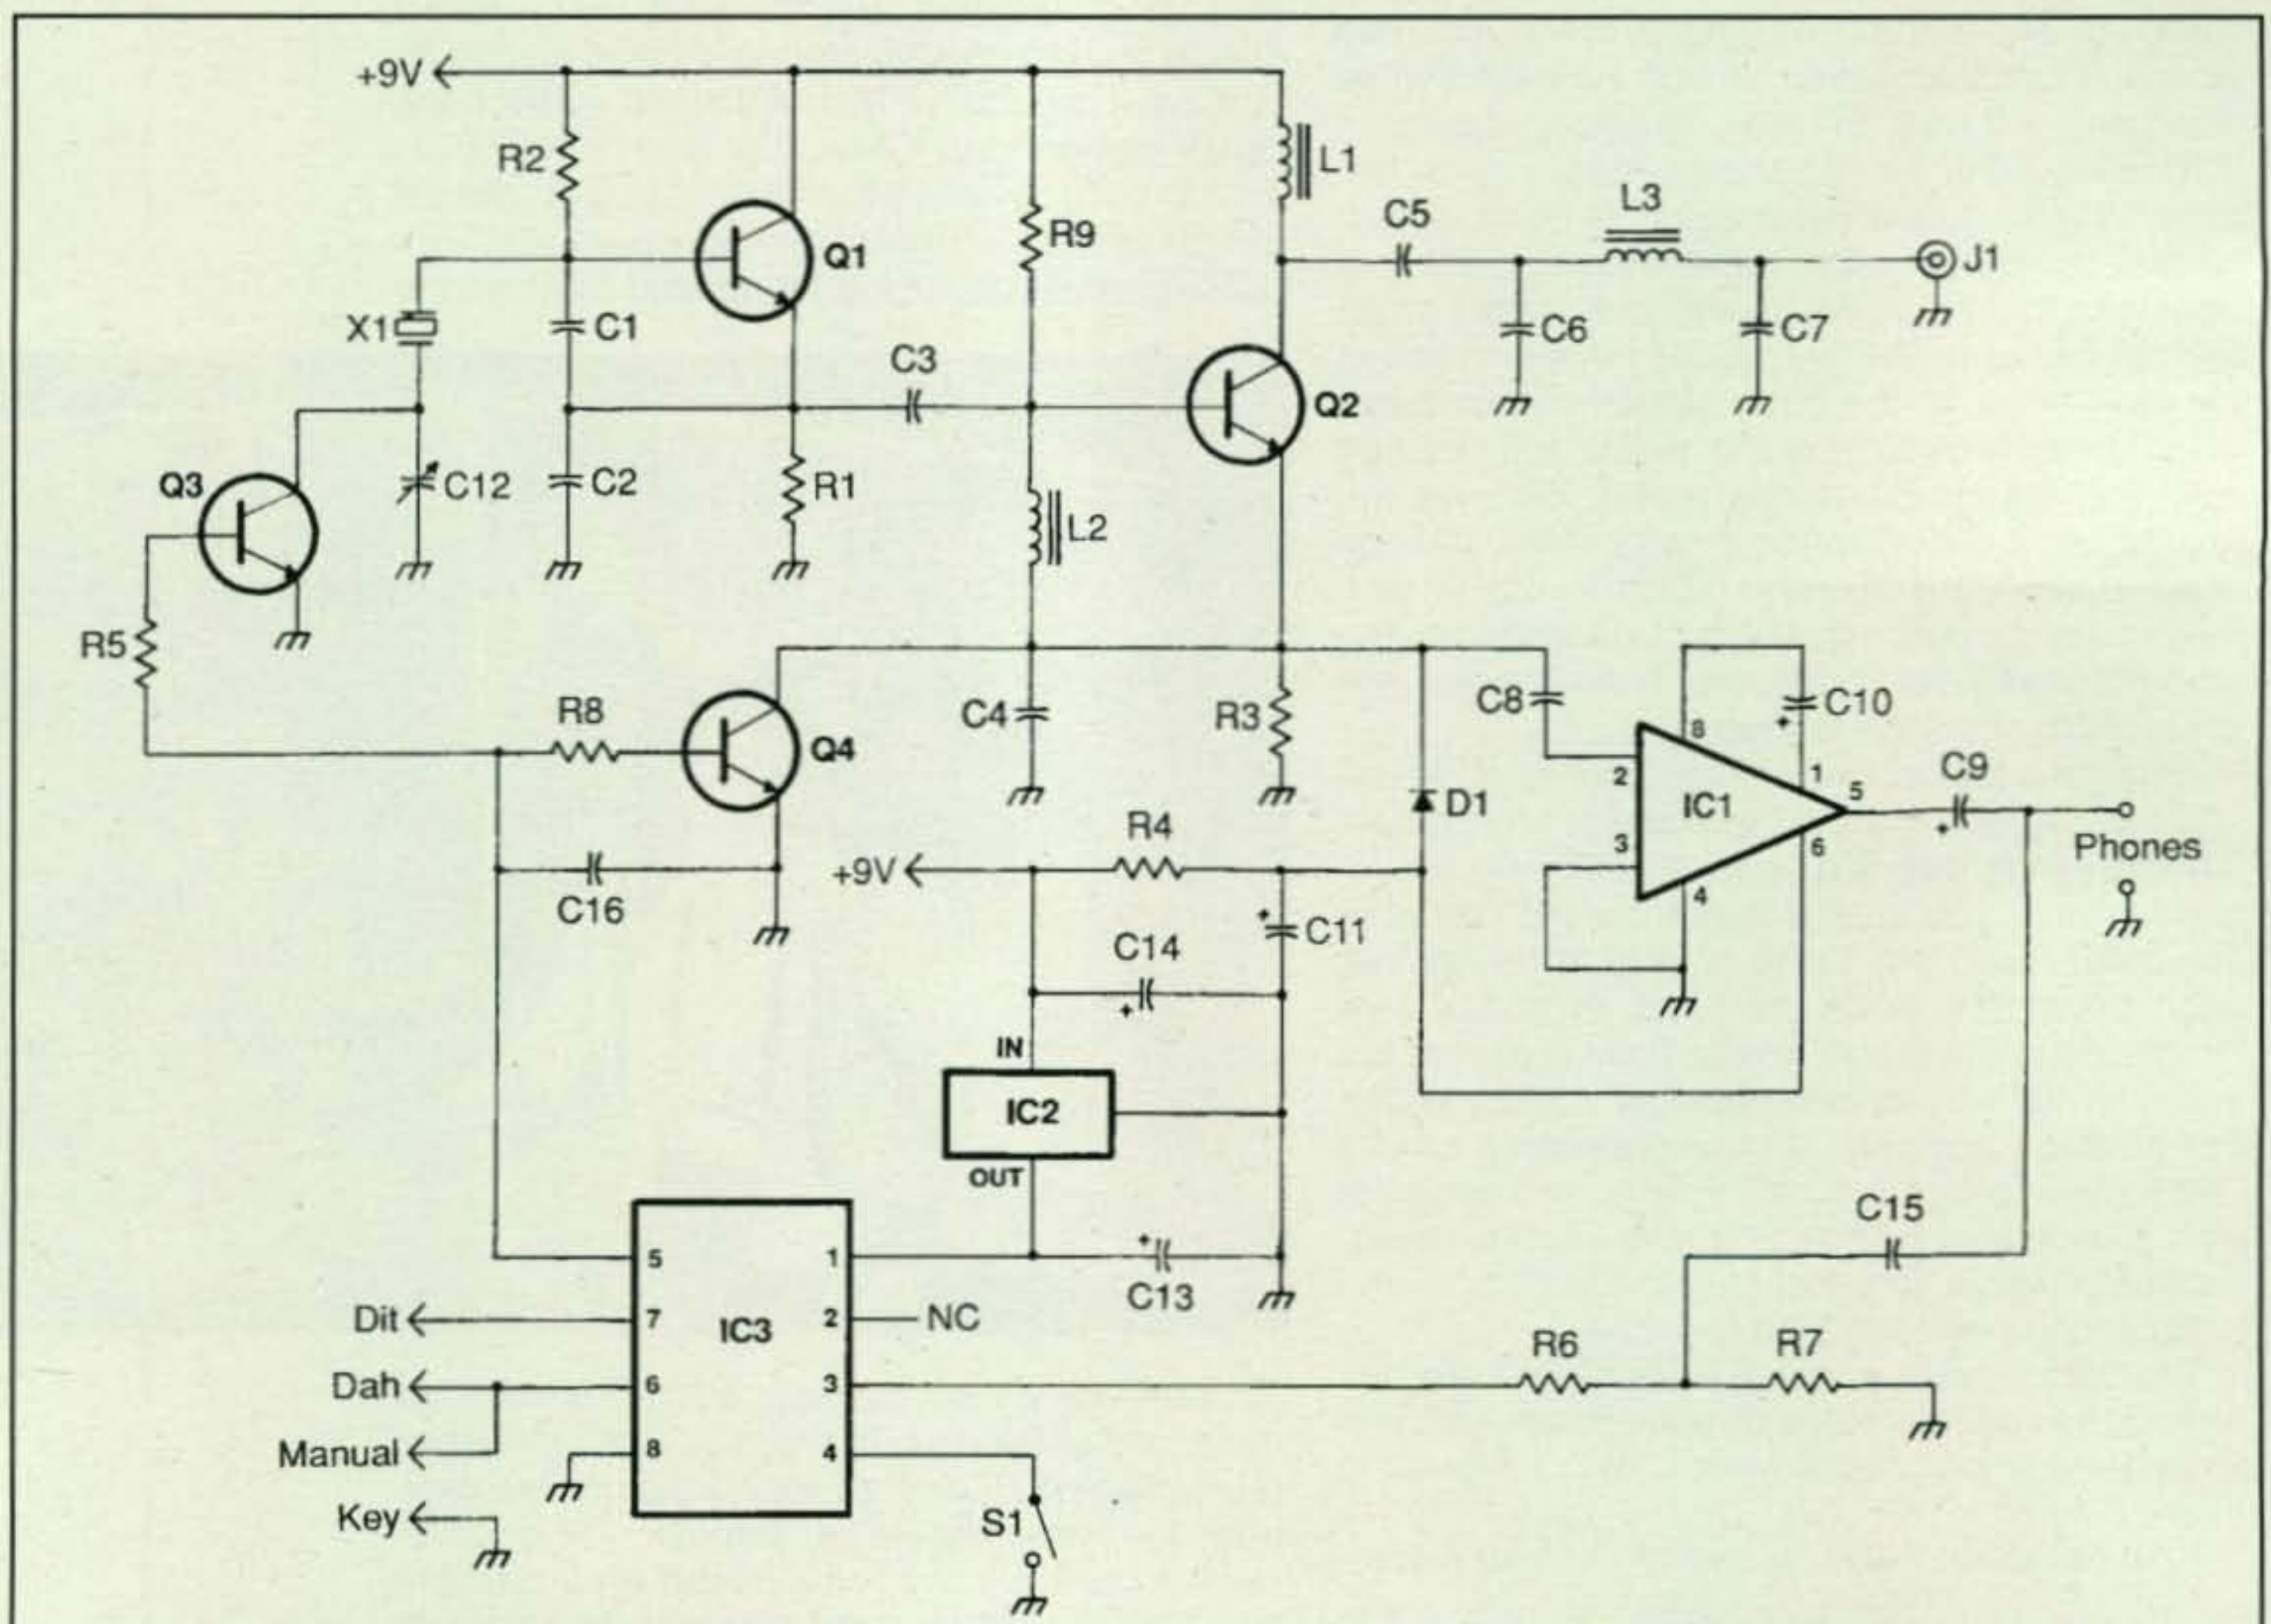 +9V
R2
L1
L3
C5
R9
Q1
J1
X1
C1
C6
C7
C3
Q2
Q3
C12
C2
R1
L2
R5
R8
C4
R3
C8
C10
Q4
8
2
1
5
C9
D1
IC1
R4
3
6
Phones
+9V
4
C16
C11
C14
IN
IC2
OUT
C15
5
1
C13
Dit
7
IC3
2
NC
R6
R7
Dah
6
3
Manual
8
4
Key
S1